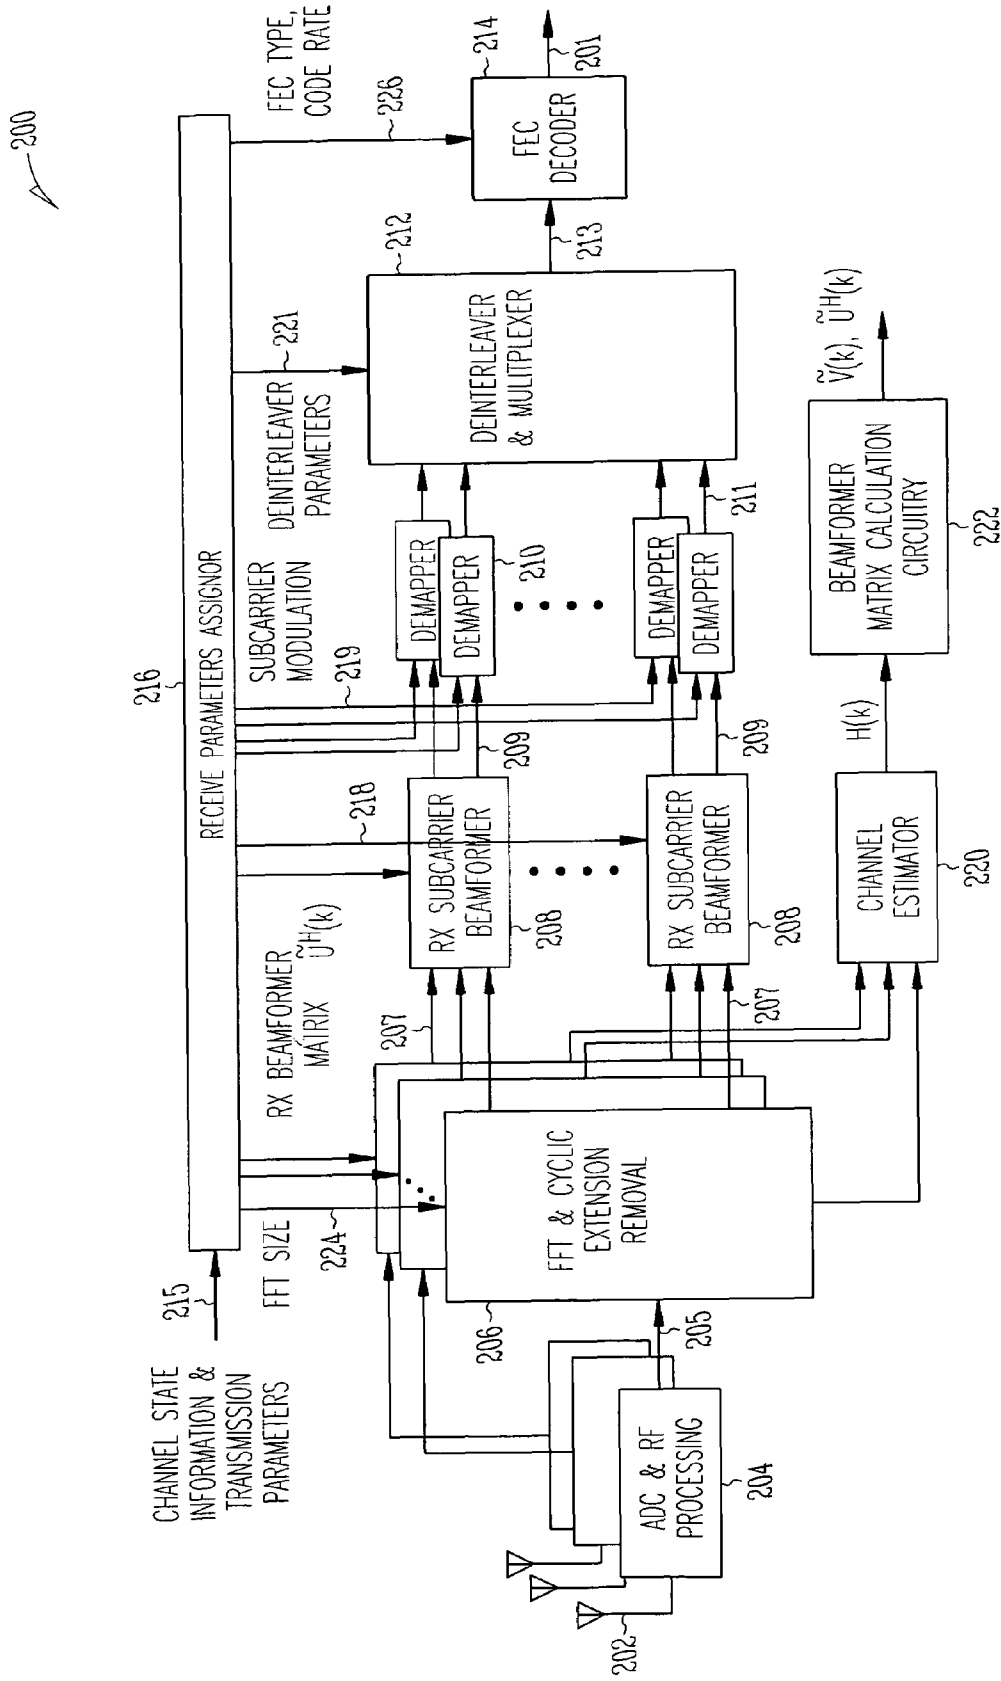 200
CHANNEL STATE
INFORMATION &
TRANSMISSION
PARAMETERS
215
216
RECEIVE PARAMETERS ASSIGNOR
FFT SIZE
224
RX BEAMFORMER
MATRIX ŨH(k)
218
SUBCARRIER
MODULATION
219
DEINTERLEAVER
PARAMETERS
221
FEC TYPE,
CODE RATE
226
202
ADC & RF
PROCESSING
204
205
206
FFT & CYCLIC
EXTENSION
REMOVAL
207
207
RX SUBCARRIER
BEAMFORMER
208
RX SUBCARRIER
BEAMFORMER
208
209
209
DEMAPPER
DEMAPPER
210
DEMAPPER
DEMAPPER
211
212
DEINTERLEAVER
& MULITPLEXER
213
214
FEC
DECODER
201
CHANNEL
ESTIMATOR
220
H(k)
BEAMFORMER
MATRIX CALCULATION
CIRCUITRY
222
Ṽ(k), ŨH(k)